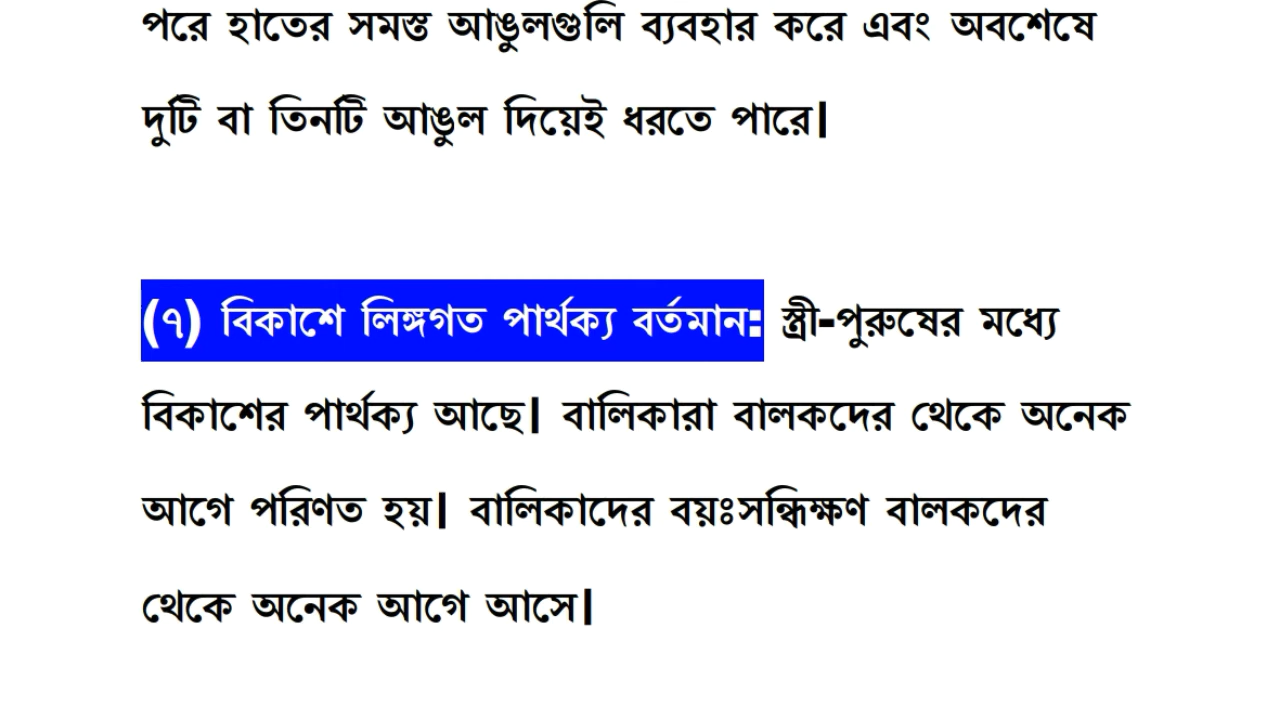 পরে হাতের সমস্ত আঙুলগুলি ব্যবহার করে এবং অবশেষে
দুটি বা তিনটি আঙুল দিয়েই ধরতে পারে|
(৭) বিকাশে লিঙ্গগত পার্থক্য বর্তমান: স্ত্রী-পুরুষের মধ্যে
বিকাশের পার্থক্য আছে| বালিকারা বালকদের থেকে অনেক
আগে পরিণত হয়| বালিকাদের বয়ঃসন্ধিক্ষণ বালকদের
থেকে অনেক আগে আসে|